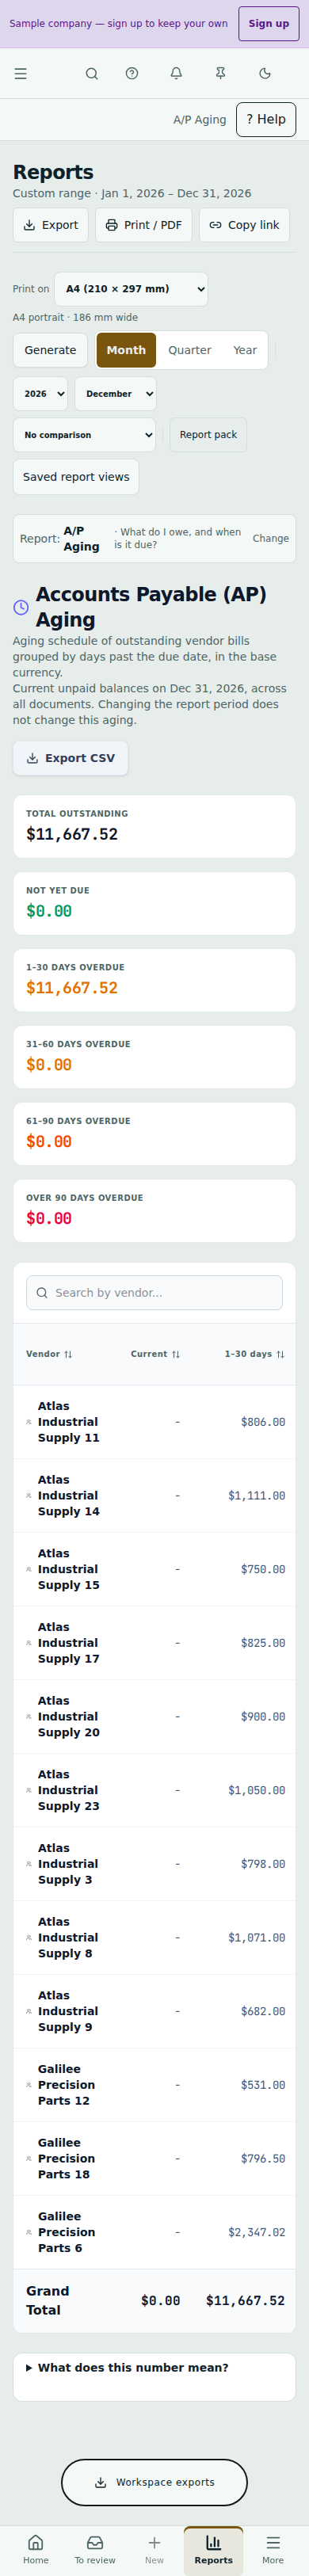 Sample company — sign up to keep your own
Sign up
A/P Aging
? Help
Reports
Custom range · Jan 1, 2026 – Dec 31, 2026
Export
Print / PDF
Copy link
Print on
A4 (210 × 297 mm)
A4 portrait · 186 mm wide
Generate
Month
Quarter
Year
2026
December
No comparison
Report pack
Saved report views
Report:
A/P Aging
· What do I owe, and when is it due?
Change
Accounts Payable (AP)
Aging
Aging schedule of outstanding vendor bills
grouped by days past the due date, in the base
currency.
Current unpaid balances on Dec 31, 2026, across
all documents. Changing the report period does
not change this aging.
Export CSV
TOTAL OUTSTANDING
$11,667.52
NOT YET DUE
$0.00
1–30 DAYS OVERDUE
$11,667.52
31–60 DAYS OVERDUE
$0.00
61–90 DAYS OVERDUE
$0.00
OVER 90 DAYS OVERDUE
$0.00
Search by vendor...
Vendor
Current
1–30 days
Atlas Industrial Supply 11
-
$806.00
Atlas Industrial Supply 14
-
$1,111.00
Atlas Industrial Supply 15
-
$750.00
Atlas Industrial Supply 17
-
$825.00
Atlas Industrial Supply 20
-
$900.00
Atlas Industrial Supply 23
-
$1,050.00
Atlas Industrial Supply 3
-
$798.00
Atlas Industrial Supply 8
-
$1,071.00
Atlas Industrial Supply 9
-
$682.00
Galilee Precision Parts 12
-
$531.00
Galilee Precision Parts 18
-
$796.50
Galilee Precision Parts 6
-
$2,347.02
Grand Total
$0.00
$11,667.52
What does this number mean?
Workspace exports
Home
To review
New
Reports
More